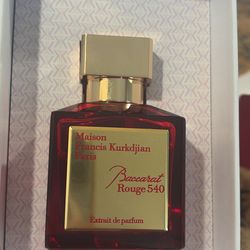 Maison
Francis Kurkdjian
Paris
Baccarat
Rouge 540
Extrait de parfum